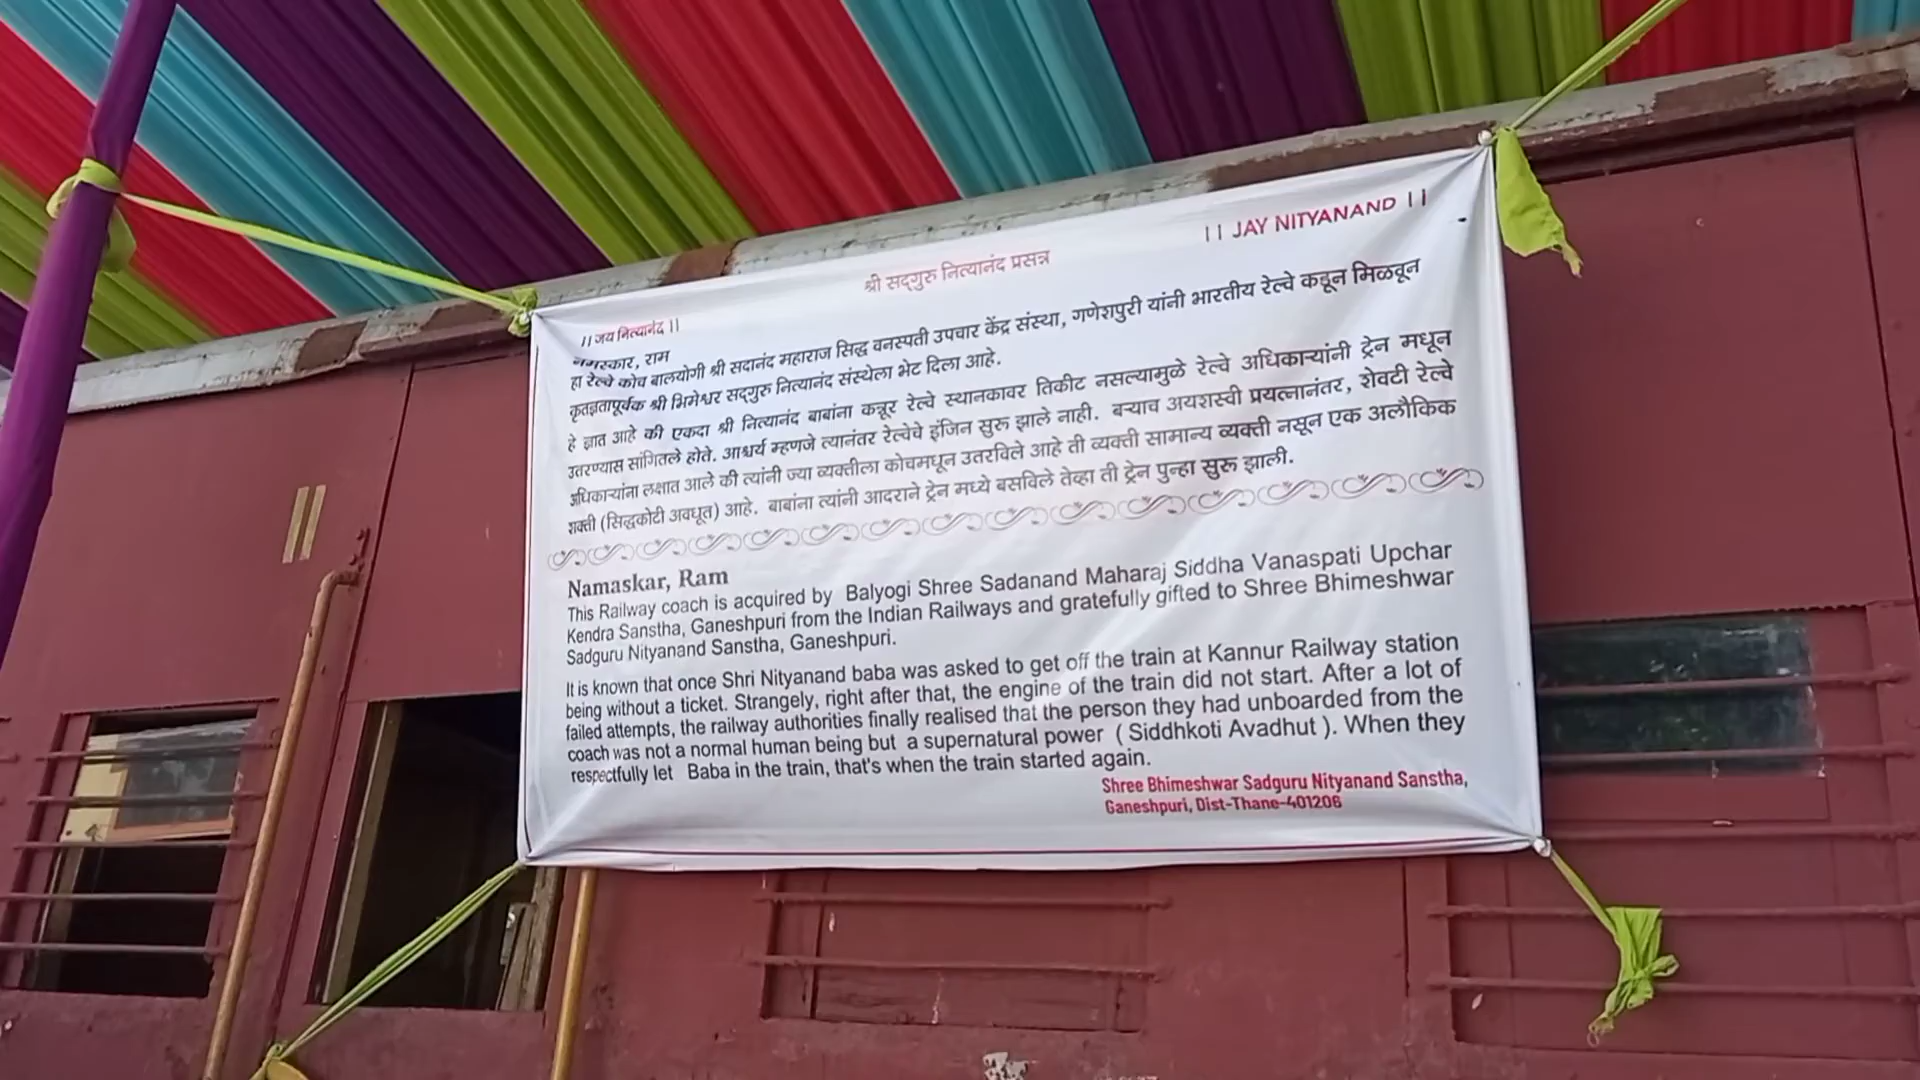 || JAY NITYANAND ||
श्री सद्गुरु नित्यानंद प्रसन्न
|| जय नित्यानंद ||
नमस्कार, राम
हा रेल्वे कोच बालयोगी श्री सदानंद महाराज सिद्ध वनस्पती उपचार केंद्र संस्था, गणेशपुरी यांनी भारतीय रेल्वे कडून मिळवून
कृतज्ञतापूर्वक श्री भिमेश्वर सद्गुरु नित्यानंद संस्थेला भेट दिला आहे.
हे ज्ञात आहे की एकदा श्री नित्यानंद बाबांना कन्नूर रेल्वे स्थानकावर तिकीट नसल्यामुळे रेल्वे अधिकाऱ्यांनी ट्रेन मधून
उतरण्यास सांगितले होते. आश्चर्य म्हणजे त्यानंतर रेल्वेचे इंजिन सुरू झाले नाही. बऱ्याच अयशस्वी प्रयत्नानंतर, शेवटी रेल्वे
अधिकाऱ्यांना लक्षात आले की त्यांनी ज्या व्यक्तीला कोचमधून उतरविले आहे ती व्यक्ती सामान्य व्यक्ती नसून एक अलौकिक
शक्ती (सिद्धकोटी अवधूत) आहे. बाबांना त्यांनी आदराने ट्रेन मध्ये बसविले तेव्हा ती ट्रेन पुन्हा सुरू झाली.
Namaskar, Ram
This Railway coach is acquired by Balyogi Shree Sadanand Maharaj Siddha Vanaspati Upchar
Kendra Sanstha, Ganeshpuri from the Indian Railways and gratefully gifted to Shree Bhimeshwar
Sadguru Nityanand Sanstha, Ganeshpuri.
It is known that once Shri Nityanand baba was asked to get off the train at Kannur Railway station
being without a ticket. Strangely, right after that, the engine of the train did not start. After a lot of
failed attempts, the railway authorities finally realised that the person they had unboarded from the
coach was not a normal human being but a supernatural power ( Siddhkoti Avadhut ). When they
respectfully let Baba in the train, that's when the train started again.
Shree Bhimeshwar Sadguru Nityanand Sanstha,
Ganeshpuri, Dist-Thane-401206